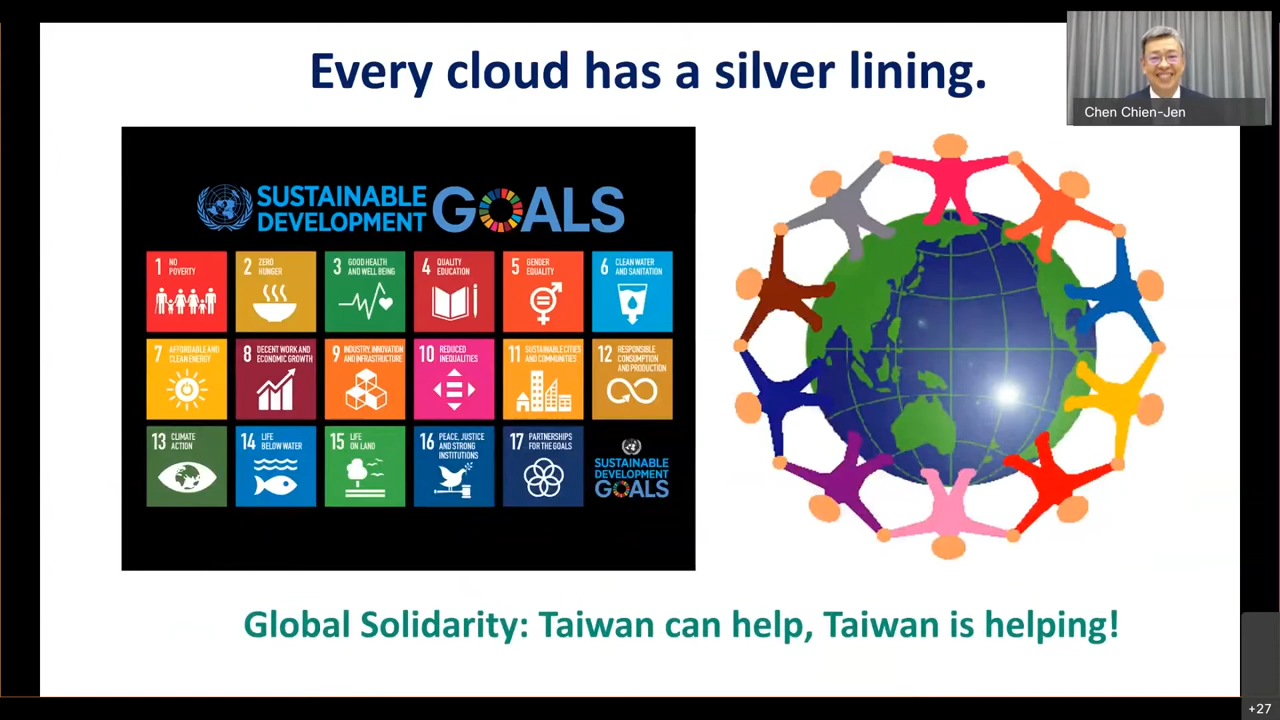 Every cloud has a silver lining.
Chen Chien-Jen
SUSTAINABLE
DEVELOPMENT
GOALS
1 NO
POVERTY
2 ZERO
HUNGER
3 GOOD HEALTH
AND WELL BEING
4 QUALITY
EDUCATION
5 GENDER
EQUALITY
6 CLEAN WATER
AND SANITATION
7 AFFORDABLE AND
CLEAN ENERGY
8 DECENT WORK AND
ECONOMIC GROWTH
9 INDUSTRY, INNOVATION
AND INFRASTRUCTURE
10 REDUCED
INEQUALITIES
11 SUSTAINABLE CITIES
AND COMMUNITIES
12 RESPONSIBLE
CONSUMPTION
AND PRODUCTION
13 CLIMATE
ACTION
14 LIFE
BELOW WATER
15 LIFE
ON LAND
16 PEACE, JUSTICE
AND STRONG
INSTITUTIONS
17 PARTNERSHIPS
FOR THE GOALS
SUSTAINABLE
DEVELOPMENT
GOALS
Global Solidarity: Taiwan can help, Taiwan is helping!
+27